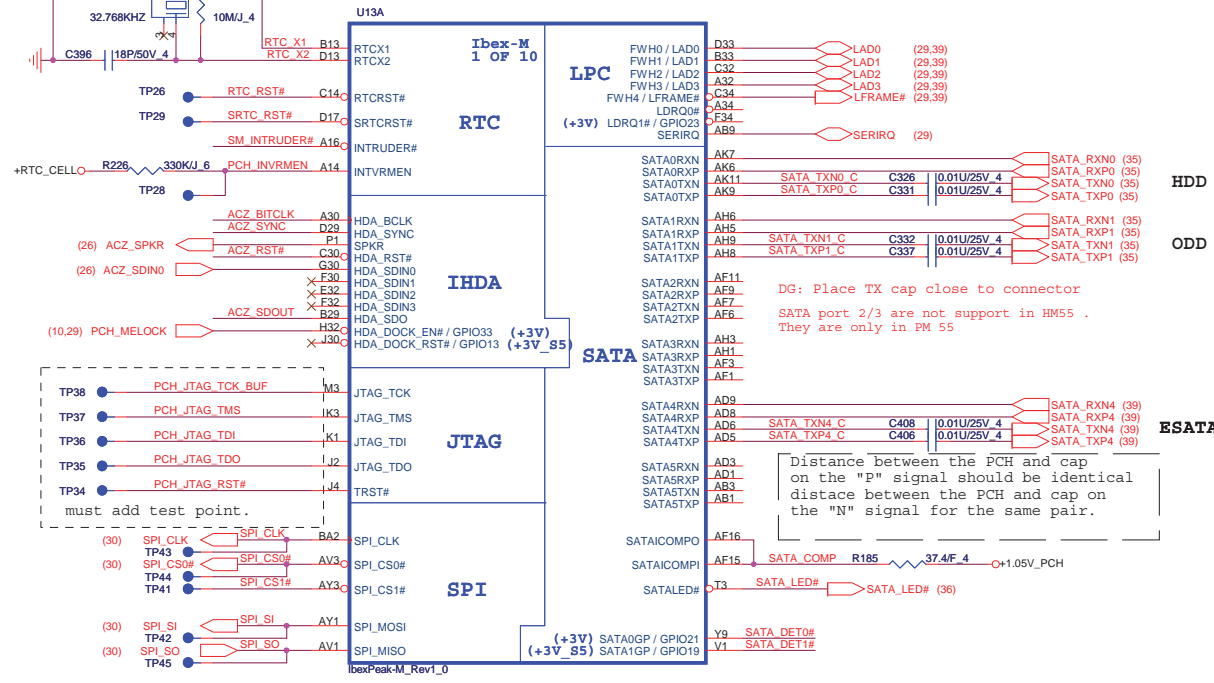 U13A
32.768KHZ
10M/J_4
3
4
C396
18P/50V_4
RTC_X1 B13 RTCX1
RTC_X2 D13 RTCX2
Ibex-M
1 OF 10
TP26 RTC_RST# C14 RTCRST#
TP29 SRTC_RST# D17 SRTCRST#
RTC
SM_INTRUDER# A16 INTRUDER#
+RTC_CELL R226 330K/J_6 PCH_INVRMEN A14 INTVRMEN
TP28
ACZ_BITCLK A30 HDA_BCLK
ACZ_SYNC D29 HDA_SYNC
(26) ACZ_SPKR P1 SPKR
ACZ_RST# C30 HDA_RST#
(26) ACZ_SDIN0 G30 HDA_SDIN0
F30 HDA_SDIN1
E32 HDA_SDIN2
F32 HDA_SDIN3
IHDA
ACZ_SDOUT B29 HDA_SDO
(10,29) PCH_MELOCK H32 HDA_DOCK_EN# / GPIO33 (+3V)
J30 HDA_DOCK_RST# / GPIO13 (+3V_S5)
TP38 PCH_JTAG_TCK_BUF M3 JTAG_TCK
TP37 PCH_JTAG_TMS K3 JTAG_TMS
TP36 PCH_JTAG_TDI K1 JTAG_TDI
JTAG
TP35 PCH_JTAG_TDO J2 JTAG_TDO
TP34 PCH_JTAG_RST# J4 TRST#
must add test point.
(30) SPI_CLK SPI_CLK BA2 SPI_CLK
TP43
(30) SPI_CS0# SPI_CS0# AV3 SPI_CS0#
TP44
TP41 SPI_CS1# AY3 SPI_CS1#
SPI
(30) SPI_SI SPI_SI AY1 SPI_MOSI
TP42
(30) SPI_SO SPI_SO AV1 SPI_MISO
TP45
IbexPeak-M_Rev1_0
LPC
FWH0 / LAD0 D33 LAD0 (29,39)
FWH1 / LAD1 B33 LAD1 (29,39)
FWH2 / LAD2 C32 LAD2 (29,39)
FWH3 / LAD3 A32 LAD3 (29,39)
FWH4 / LFRAME# C34 LFRAME# (29,39)
LDRQ0# A34
(+3V) LDRQ1# / GPIO23 F34
SERIRQ AB9 SERIRQ (29)
SATA0RXN AK7 SATA_RXN0 (35)
SATA0RXP AK6 SATA_RXP0 (35)
SATA0TXN AK11 SATA_TXN0_C C326 0.01U/25V_4 SATA_TXN0 (35)
SATA0TXP AK9 SATA_TXP0_C C331 0.01U/25V_4 SATA_TXP0 (35)
HDD
SATA1RXN AH6 SATA_RXN1 (35)
SATA1RXP AH5 SATA_RXP1 (35)
SATA1TXN AH9 SATA_TXN1_C C332 0.01U/25V_4 SATA_TXN1 (35)
SATA1TXP AH8 SATA_TXP1_C C337 0.01U/25V_4 SATA_TXP1 (35)
ODD
SATA2RXN AF11
SATA2RXP AF9
SATA2TXN AF7
SATA2TXP AF6
DG: Place TX cap close to connector
SATA port 2/3 are not support in HM55 .
They are only in PM 55
SATA
SATA3RXN AH3
SATA3RXP AH1
SATA3TXN AF3
SATA3TXP AF1
SATA4RXN AD9 SATA_RXN4 (39)
SATA4RXP AD8 SATA_RXP4 (39)
SATA4TXN AD6 SATA_TXN4_C C408 0.01U/25V_4 SATA_TXN4 (39)
SATA4TXP AD5 SATA_TXP4_C C406 0.01U/25V_4 SATA_TXP4 (39)
ESATA
SATA5RXN AD3
SATA5RXP AD1
SATA5TXN AB3
SATA5TXP AB1
Distance between the PCH and cap
on the "P" signal should be identical
distace between the PCH and cap on
the "N" signal for the same pair.
SATAICOMPO AF16
SATAICOMPI AF15 SATA_COMP R185 37.4/F_4 +1.05V_PCH
SATALED# T3 SATA_LED# SATA_LED# (36)
(+3V) SATA0GP / GPIO21 Y9 SATA_DET0#
(+3V_S5) SATA1GP / GPIO19 V1 SATA_DET1#